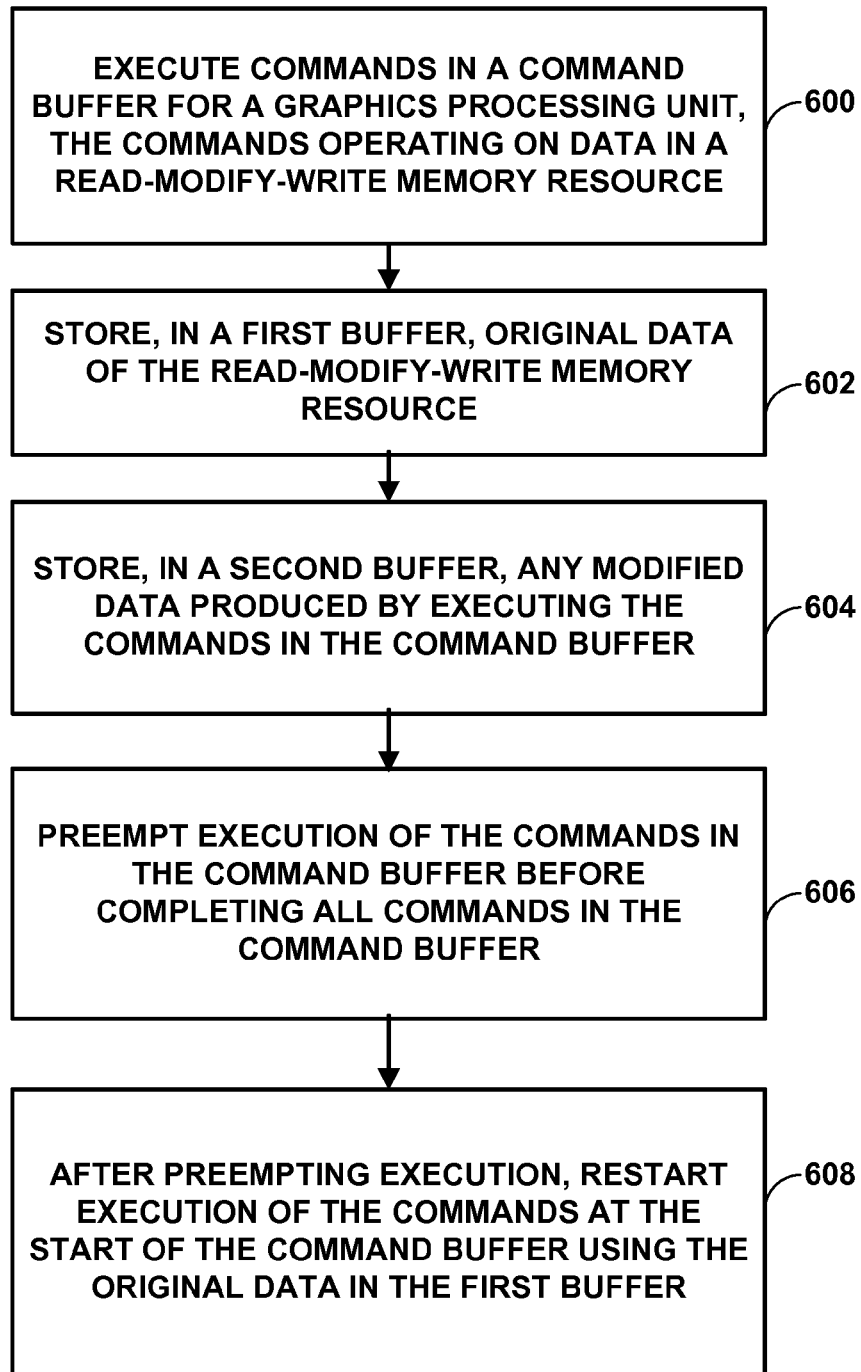 EXECUTE COMMANDS IN A COMMAND
BUFFER FOR A GRAPHICS PROCESSING UNIT,
THE COMMANDS OPERATING ON DATA IN A
READ-MODIFY-WRITE MEMORY RESOURCE
600
STORE, IN A FIRST BUFFER, ORIGINAL DATA
OF THE READ-MODIFY-WRITE MEMORY
RESOURCE
602
STORE, IN A SECOND BUFFER, ANY MODIFIED
DATA PRODUCED BY EXECUTING THE
COMMANDS IN THE COMMAND BUFFER
604
PREEMPT EXECUTION OF THE COMMANDS IN
THE COMMAND BUFFER BEFORE
COMPLETING ALL COMMANDS IN THE
COMMAND BUFFER
606
AFTER PREEMPTING EXECUTION, RESTART
EXECUTION OF THE COMMANDS AT THE
START OF THE COMMAND BUFFER USING THE
ORIGINAL DATA IN THE FIRST BUFFER
608